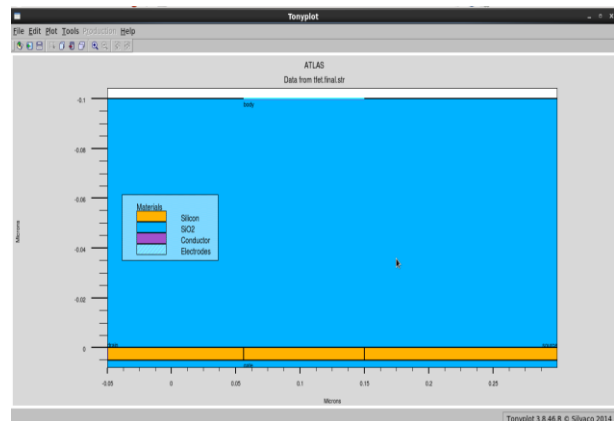 Tonyplot
File Edit Plot Tools Production Help
ATLAS
Data from tfet.final.str
-0.1
body
-0.08
-0.06
Materials
Silicon
SiO2
Conductor
Electrodes
Microns
-0.04
-0.02
0
source
-0.05
0
0.05
0.1
0.15
0.2
0.25
Microns
Tonyplot 3.8.46.R © Silvaco 2014